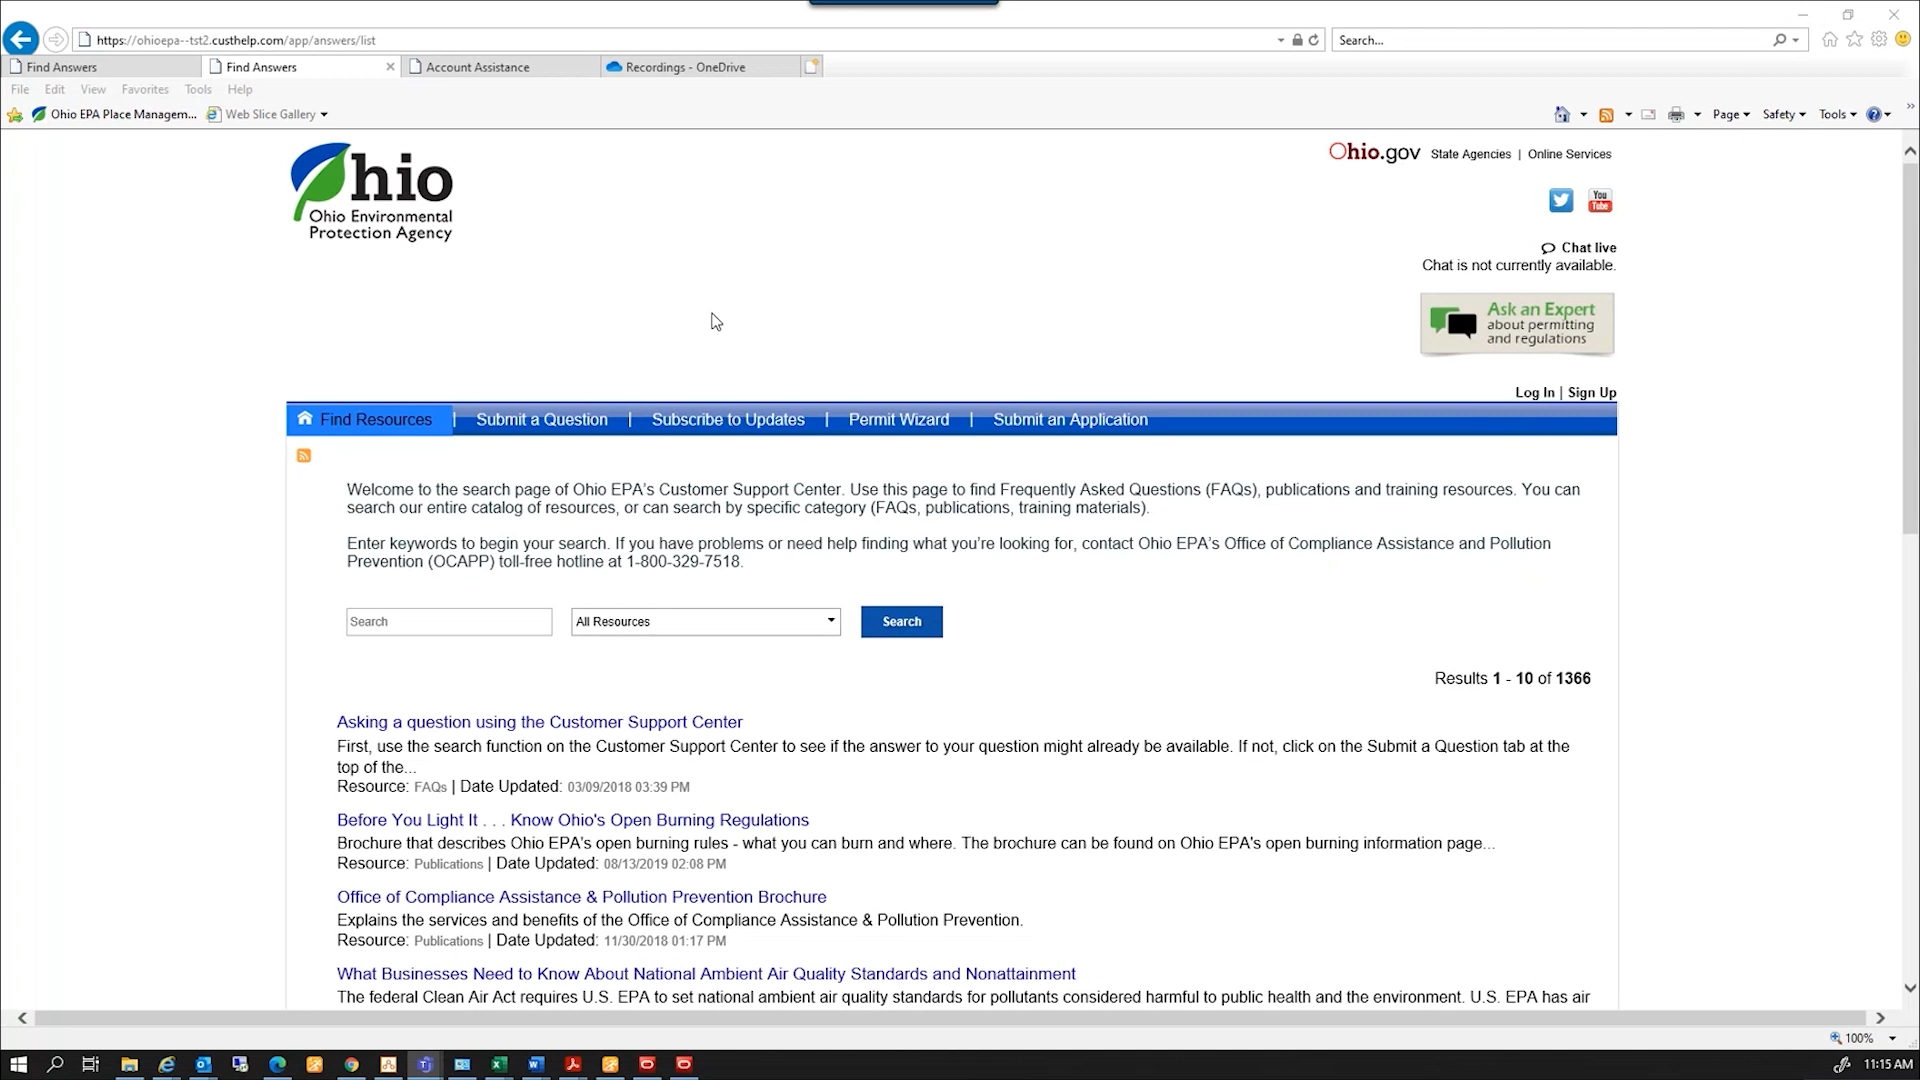 https://ohioepa--tst2.custhelp.com/app/answers/list
Search...
Find Answers
Find Answers
Account Assistance
Recordings - OneDrive
File Edit View Favorites Tools Help
Ohio EPA Place Managem...
Web Slice Gallery
Page
Safety
Tools
Ohio
Ohio Environmental
Protection Agency
Ohio.gov State Agencies | Online Services
You
Tube
Chat live
Chat is not currently available.
Ask an Expert
about permitting
and regulations
Log In | Sign Up
Find Resources | Submit a Question | Subscribe to Updates | Permit Wizard | Submit an Application
Welcome to the search page of Ohio EPA's Customer Support Center. Use this page to find Frequently Asked Questions (FAQs), publications and training resources. You can
search our entire catalog of resources, or can search by specific category (FAQs, publications, training materials).
Enter keywords to begin your search. If you have problems or need help finding what you're looking for, contact Ohio EPA's Office of Compliance Assistance and Pollution
Prevention (OCAPP) toll-free hotline at 1-800-329-7518.
Search
All Resources
Search
Results 1 - 10 of 1366
Asking a question using the Customer Support Center
First, use the search function on the Customer Support Center to see if the answer to your question might already be available. If not, click on the Submit a Question tab at the
top of the...
Resource: FAQs | Date Updated: 03/09/2018 03:39 PM
Before You Light It . . . Know Ohio's Open Burning Regulations
Brochure that describes Ohio EPA's open burning rules - what you can burn and where. The brochure can be found on Ohio EPA's open burning information page...
Resource: Publications | Date Updated: 08/13/2019 02:08 PM
Office of Compliance Assistance & Pollution Prevention Brochure
Explains the services and benefits of the Office of Compliance Assistance & Pollution Prevention.
Resource: Publications | Date Updated: 11/30/2018 01:17 PM
What Businesses Need to Know About National Ambient Air Quality Standards and Nonattainment
The federal Clean Air Act requires U.S. EPA to set national ambient air quality standards for pollutants considered harmful to public health and the environment. U.S. EPA has air
100%
11:15 AM